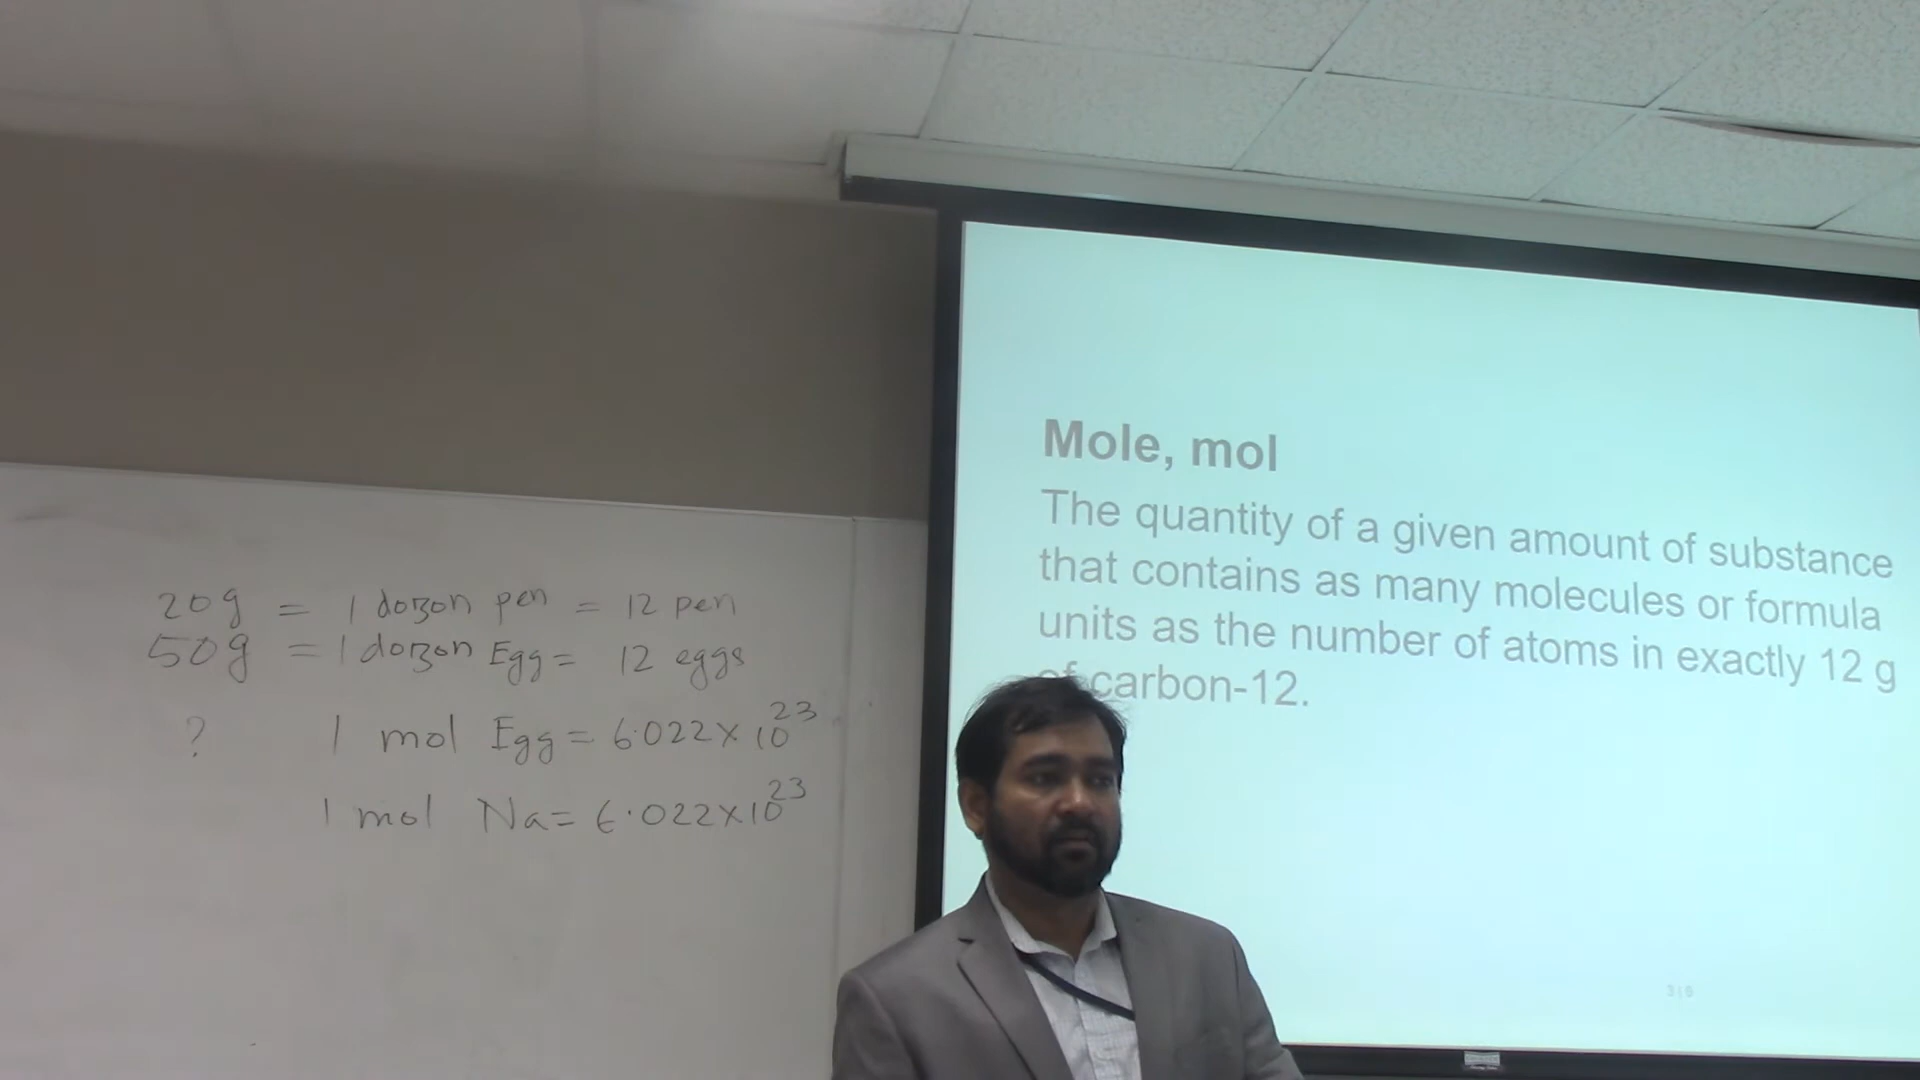 20g = 1 dozon pen = 12 pen
50g = 1 dozon Egg = 12 eggs
? 1 mol Egg = 6.022 x 10^23
1 mol Na = 6.022 x 10^23
Mole, mol
The quantity of a given amount of substance
that contains as many molecules or formula
units as the number of atoms in exactly 12 g
of carbon-12.